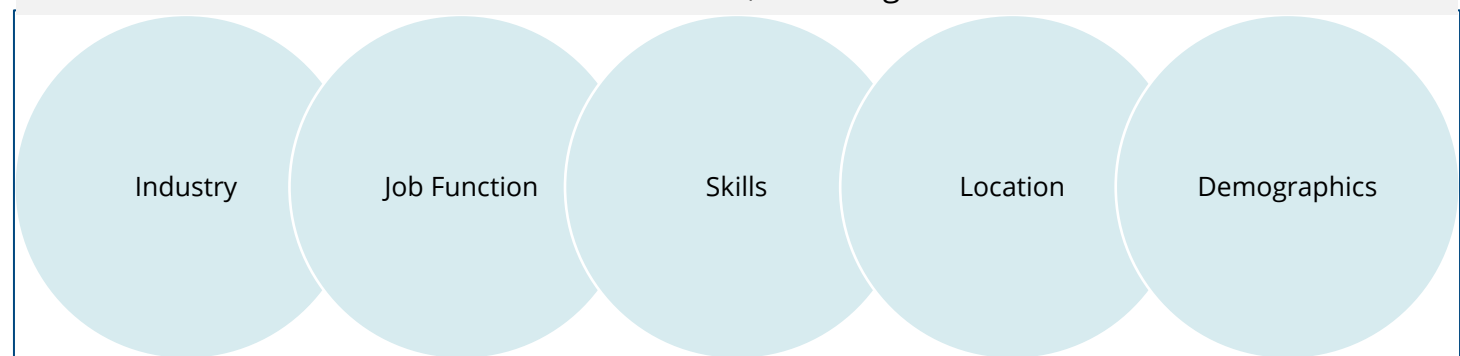 Industry
Job Function
Skills
Location
Demographics